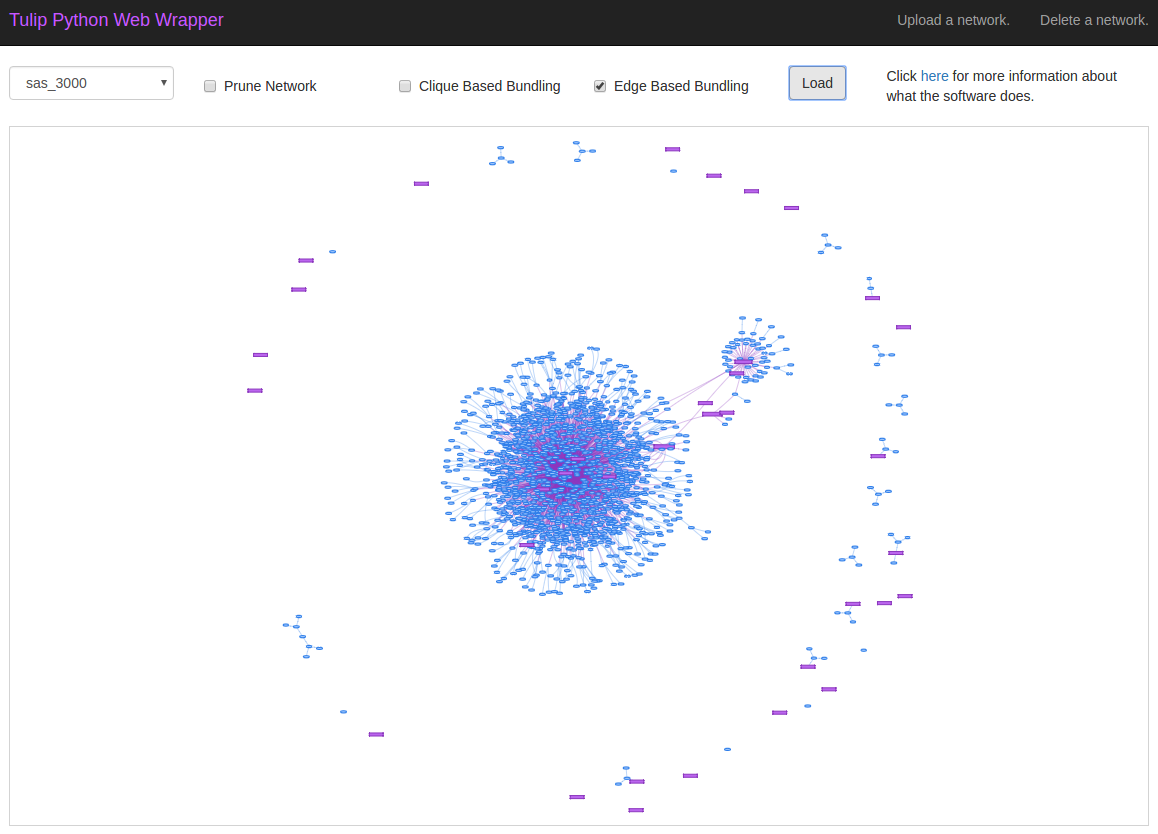 Tulip Python Web Wrapper
Upload a network.
Delete a network.
sas_3000
Prune Network
Clique Based Bundling
Edge Based Bundling
Load
Click here for more information about
what the software does.